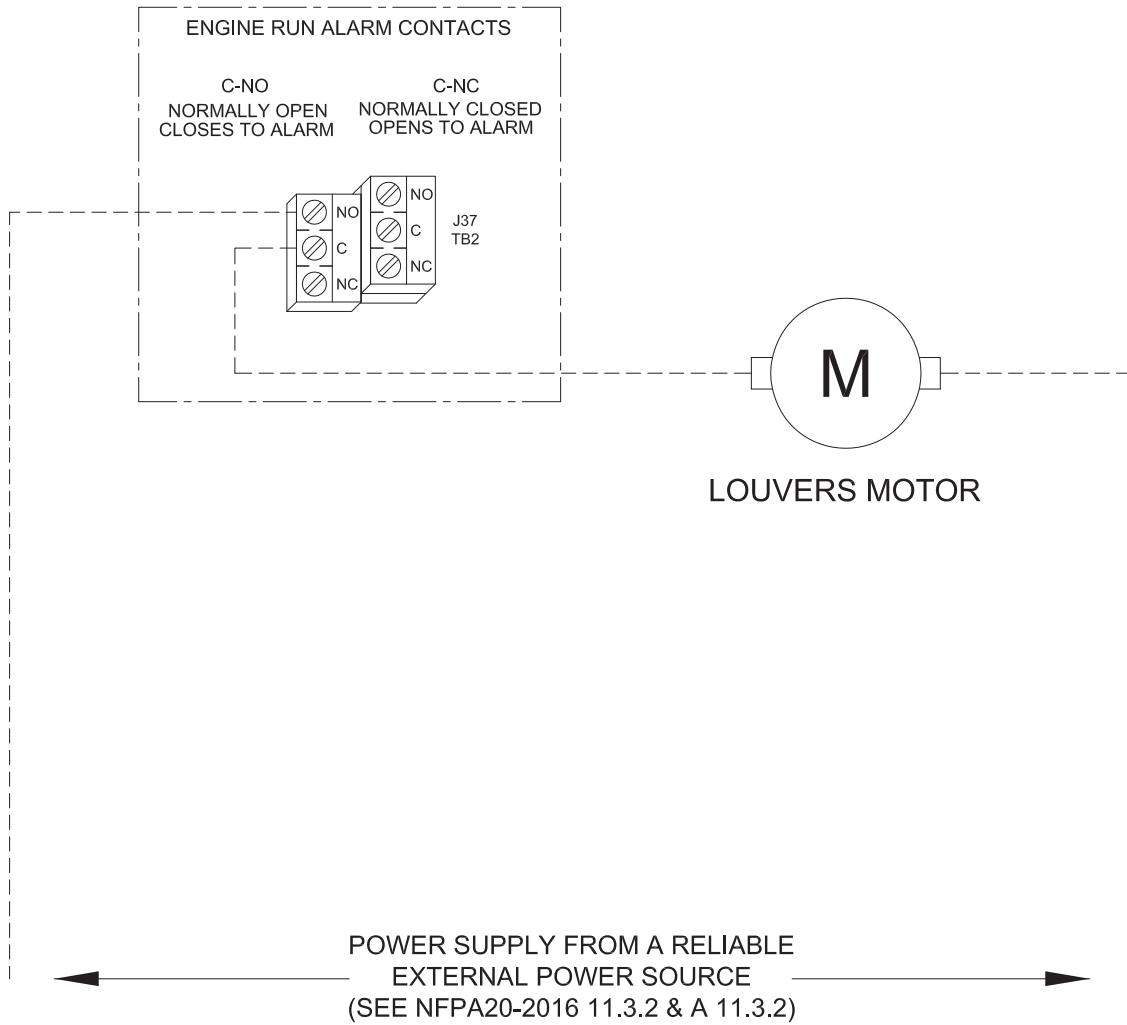 ENGINE RUN ALARM CONTACTS
C-NO
NORMALLY OPEN
CLOSES TO ALARM
C-NC
NORMALLY CLOSED
OPENS TO ALARM
NO
C
NC
NO
C
NC
J37
TB2
M
LOUVERS MOTOR
POWER SUPPLY FROM A RELIABLE
EXTERNAL POWER SOURCE
(SEE NFPA20-2016 11.3.2 & A 11.3.2)